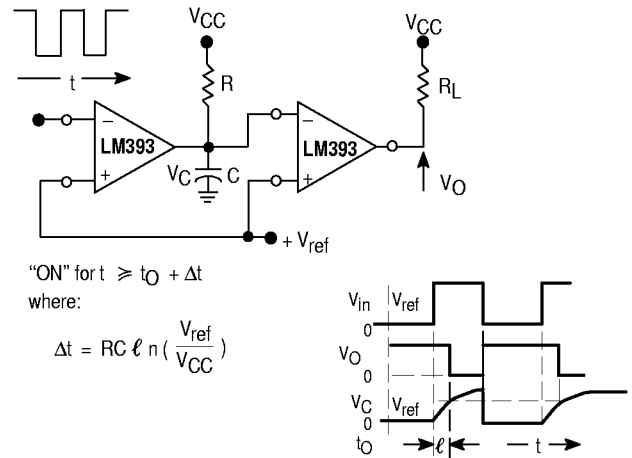 VCC
VCC
t
R
RL
−
LM393
+
VC
C
−
LM393
+
VO
+ Vref
"ON" for t ⩾ tO + Δt
where:
Δt = RC ℓ n ( Vref / VCC )
Vin
Vref
0
VO
0
VC
Vref
0
tO
ℓ
t